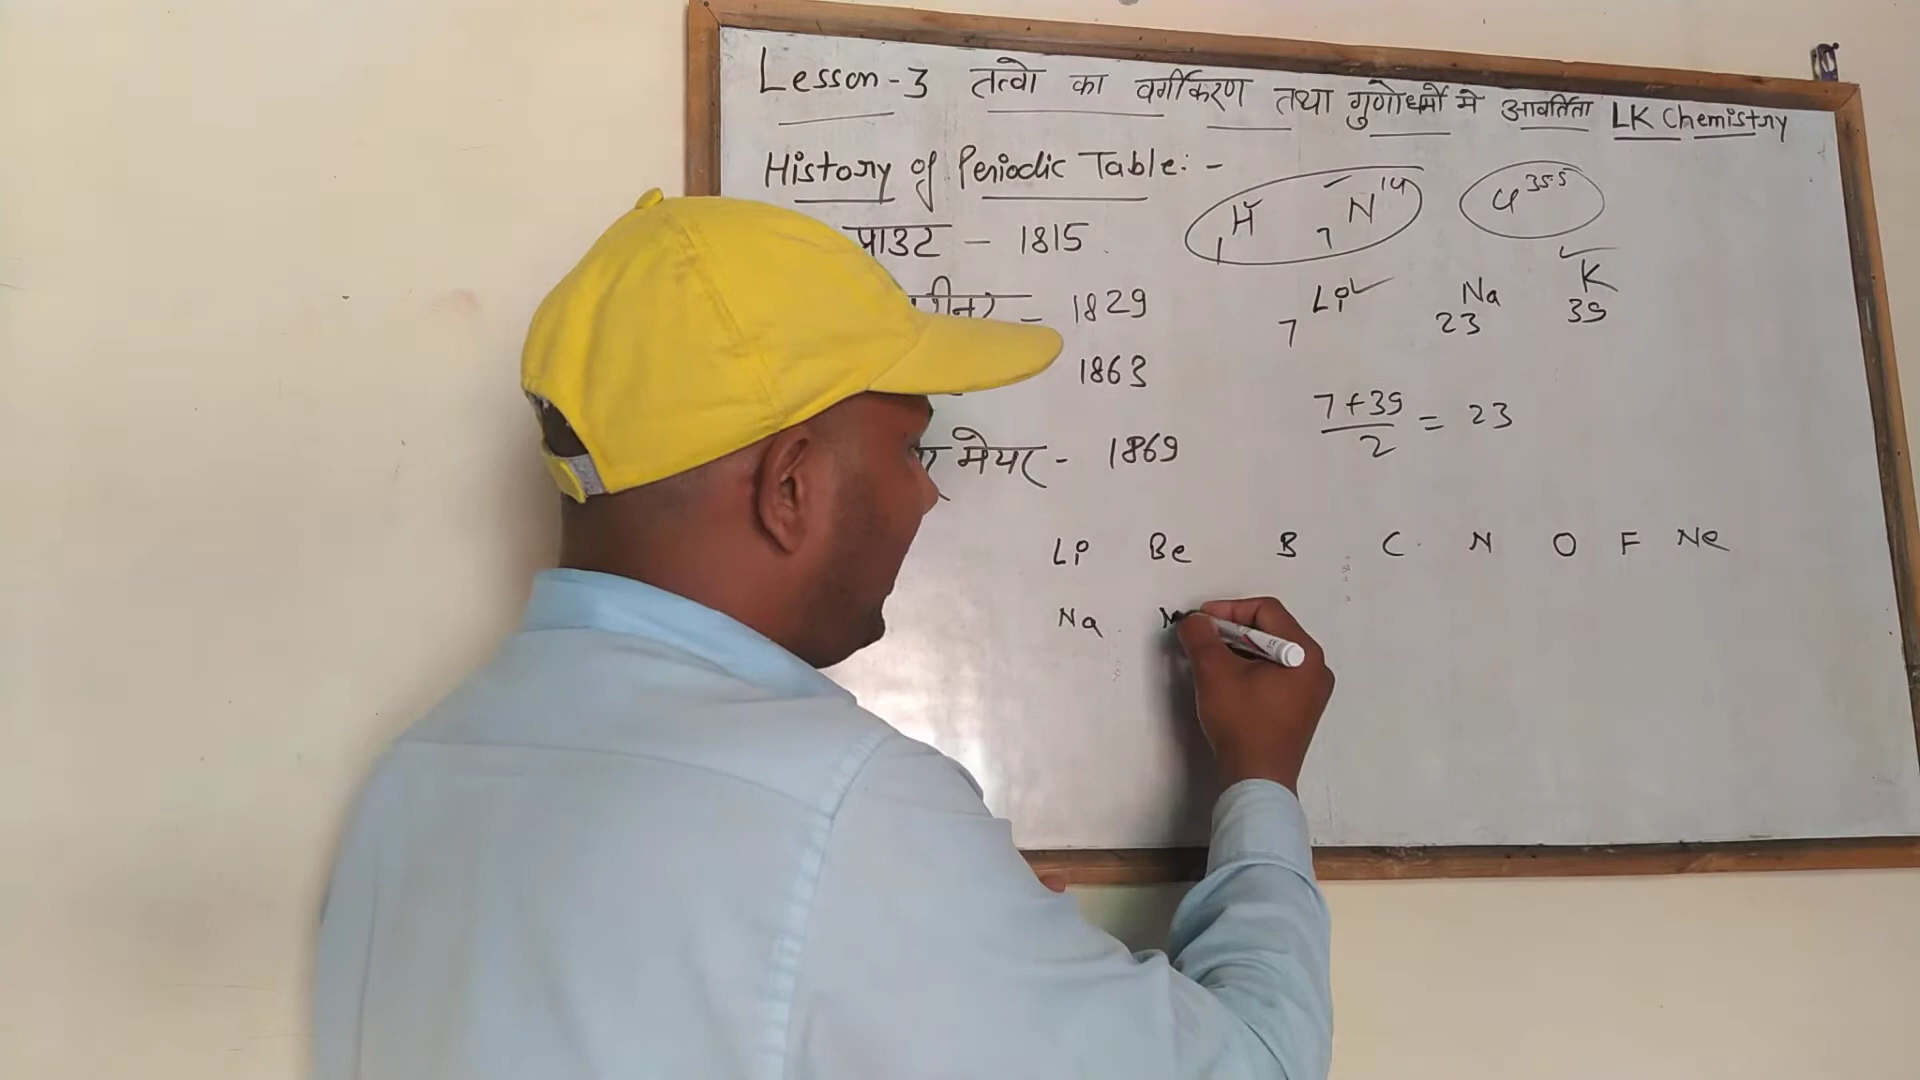 Lesson-3 तत्वो का वर्गीकरण तथा गुणोधर्मो मे आवर्तिता LK Chemistry
History of Periodic Table:-
प्राउट - 1815
1829
1863
मेयर - 1869
H N 14
1 7
35.5
Li Na K
7 23 39
7+39
2
= 23
Li Be B C N O F Ne
Na